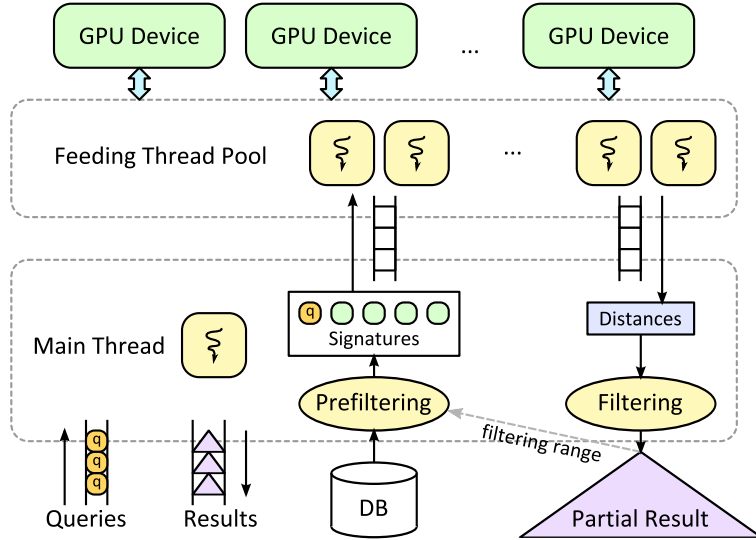 GPU Device
GPU Device
...
GPU Device
Feeding Thread Pool
...
q
Signatures
Distances
Main Thread
Prefiltering
Filtering
filtering range
q
q
q
Queries
Results
DB
Partial Result